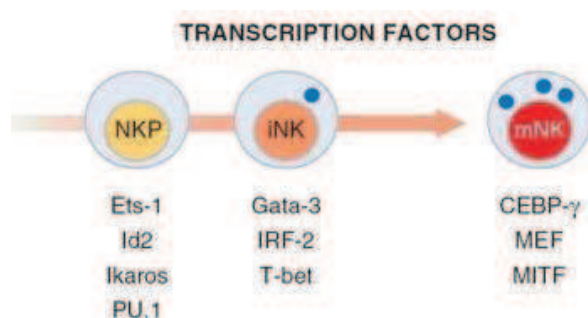 TRANSCRIPTION FACTORS
NKP iNK mNK
Ets-1 Gata-3 CEBP-γ
Id2 IRF-2 MEF
Ikaros T-bet MITF
PU.1